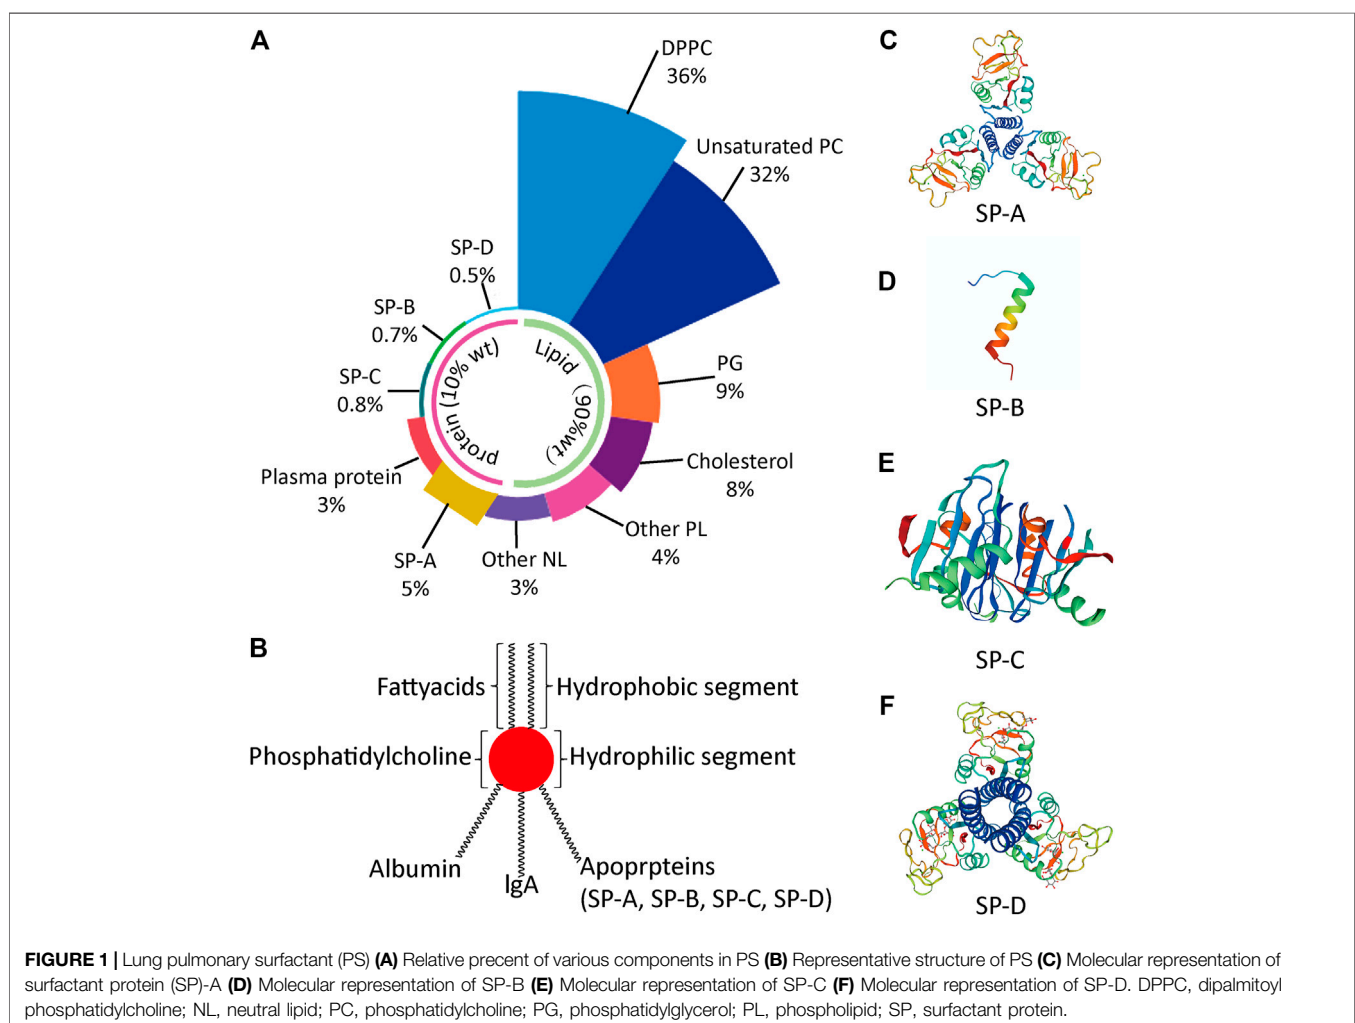 A
DPPC
36%
Unsaturated PC
32%
SP-D
0.5%
SP-B
0.7%
SP-C
0.8%
PG
9%
Lipid (90%wt)
protein (10% wt)
Plasma protein
3%
Cholesterol
8%
SP-A
5%
Other NL
3%
Other PL
4%
B
Fattyacids
Hydrophobic segment
Phosphatidylcholine
Hydrophilic segment
Albumin
IgA
Apoprpteins
(SP-A, SP-B, SP-C, SP-D)
C
SP-A
D
SP-B
E
SP-C
F
SP-D
FIGURE 1 | Lung pulmonary surfactant (PS) (A) Relative precent of various components in PS (B) Representative structure of PS (C) Molecular representation of
surfactant protein (SP)-A (D) Molecular representation of SP-B (E) Molecular representation of SP-C (F) Molecular representation of SP-D. DPPC, dipalmitoyl
phosphatidylcholine; NL, neutral lipid; PC, phosphatidylcholine; PG, phosphatidylglycerol; PL, phospholipid; SP, surfactant protein.